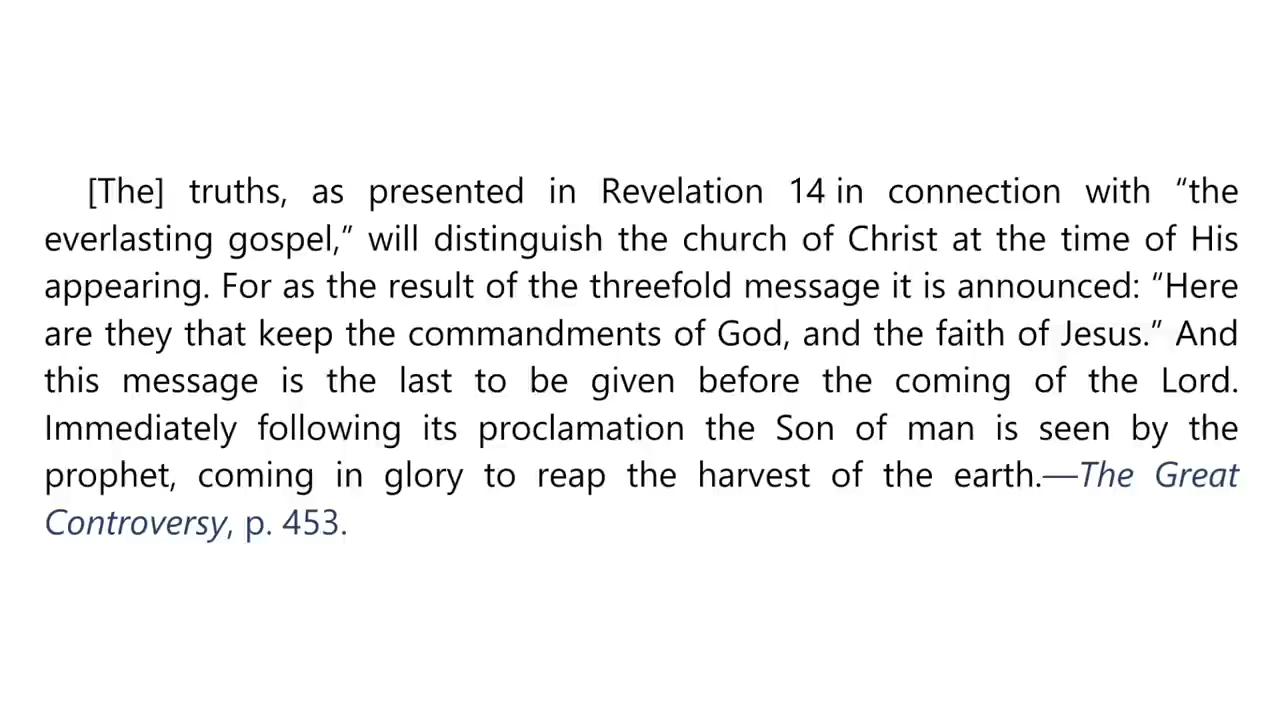 [The] truths, as presented in Revelation 14 in connection with “the
everlasting gospel,” will distinguish the church of Christ at the time of His
appearing. For as the result of the threefold message it is announced: “Here
are they that keep the commandments of God, and the faith of Jesus.” And
this message is the last to be given before the coming of the Lord.
Immediately following its proclamation the Son of man is seen by the
prophet, coming in glory to reap the harvest of the earth.—The Great
Controversy, p. 453.